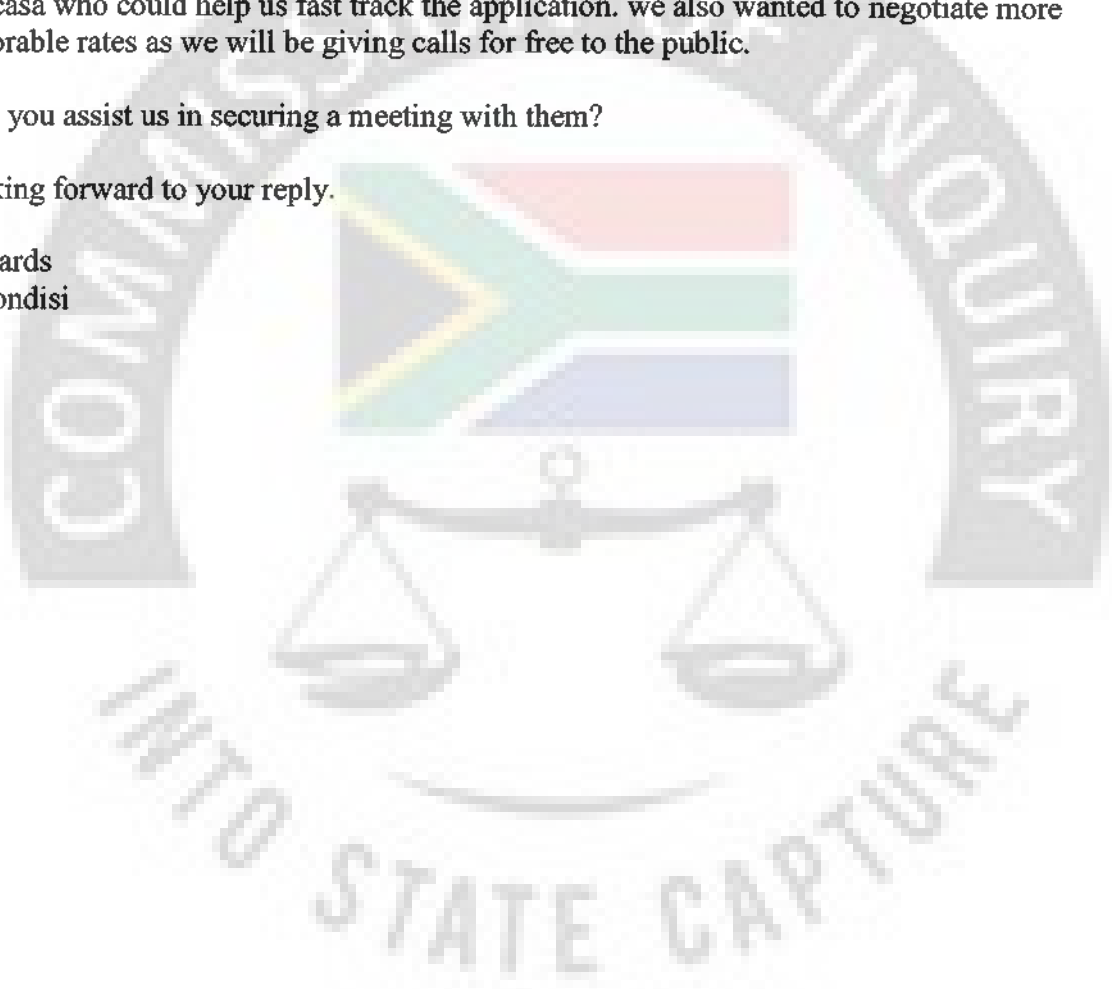 casa who could help us fast track the application. we also wanted to negotiate more
orable rates as we will be giving calls for free to the public.
you assist us in securing a meeting with them?
king forward to your reply.
ards
ondisi
COMMISSION OF INQUIRY
INTO STATE CAPTURE